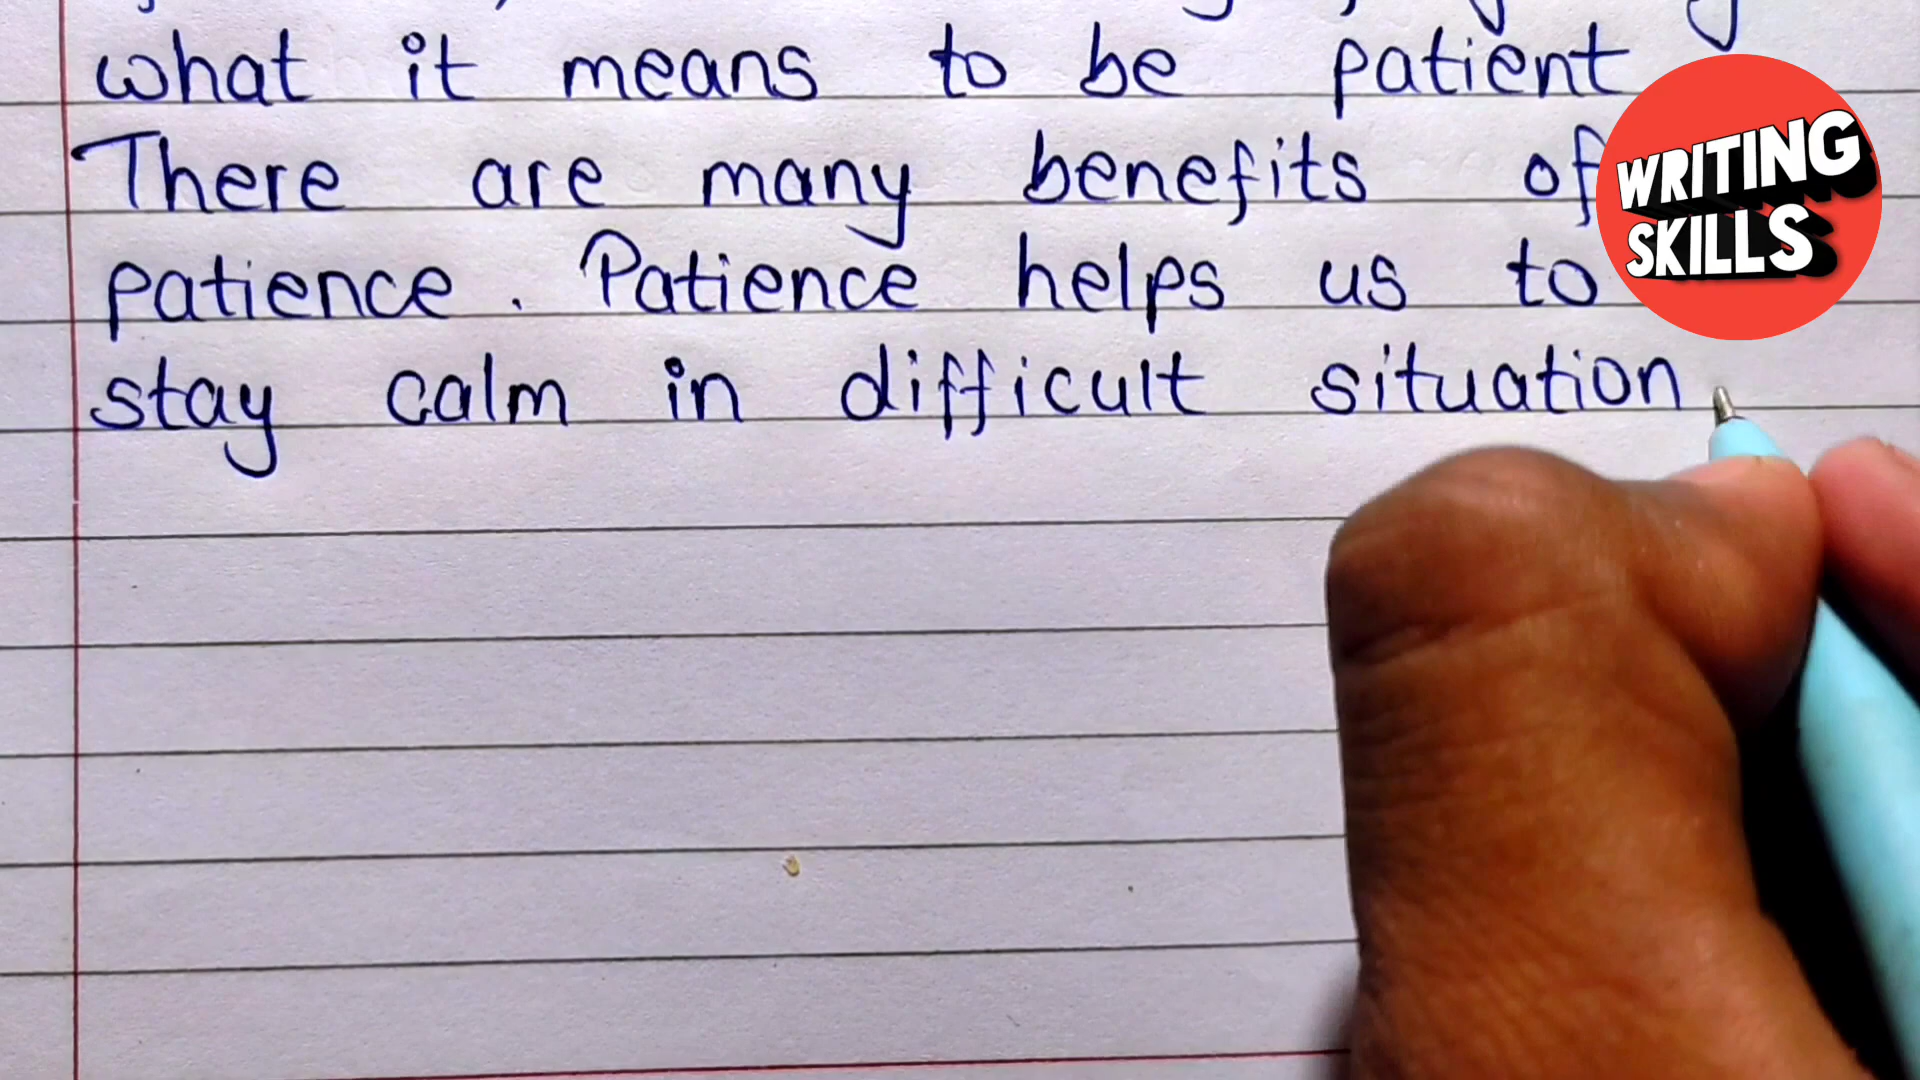 what it means to be patient
There are many benefits of
patience. Patience helps us to
stay calm in difficult situation
WRITING
SKILLS